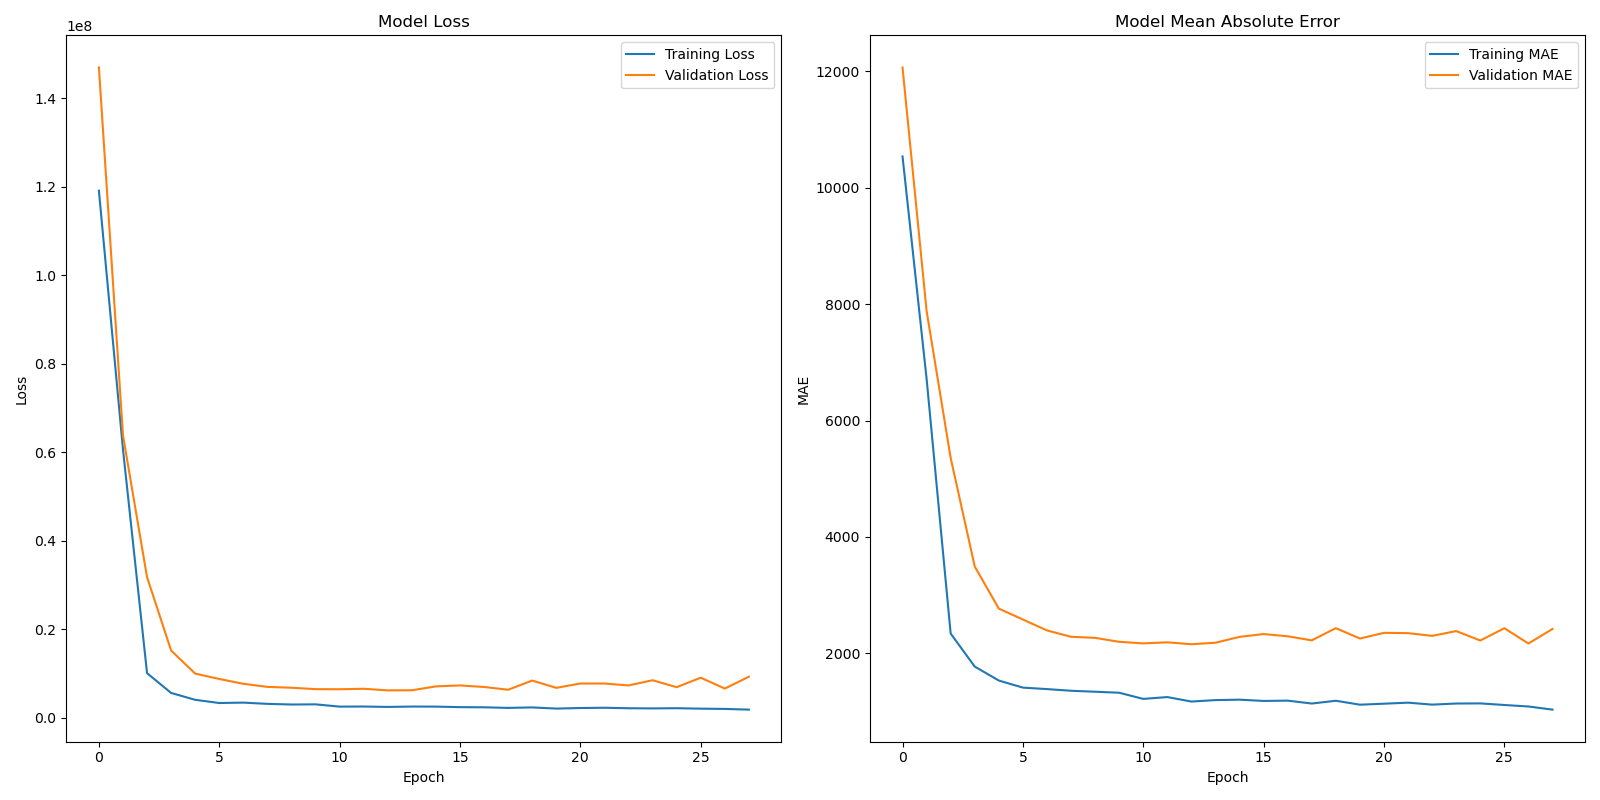 Model Loss
1e8
Training Loss
Validation Loss
1.4
1.2
1.0
0.8
0.6
0.4
0.2
0.0
Loss
0 5 10 15 20 25
Epoch
Model Mean Absolute Error
Training MAE
Validation MAE
12000
10000
8000
6000
4000
2000
MAE
0 5 10 15 20 25
Epoch